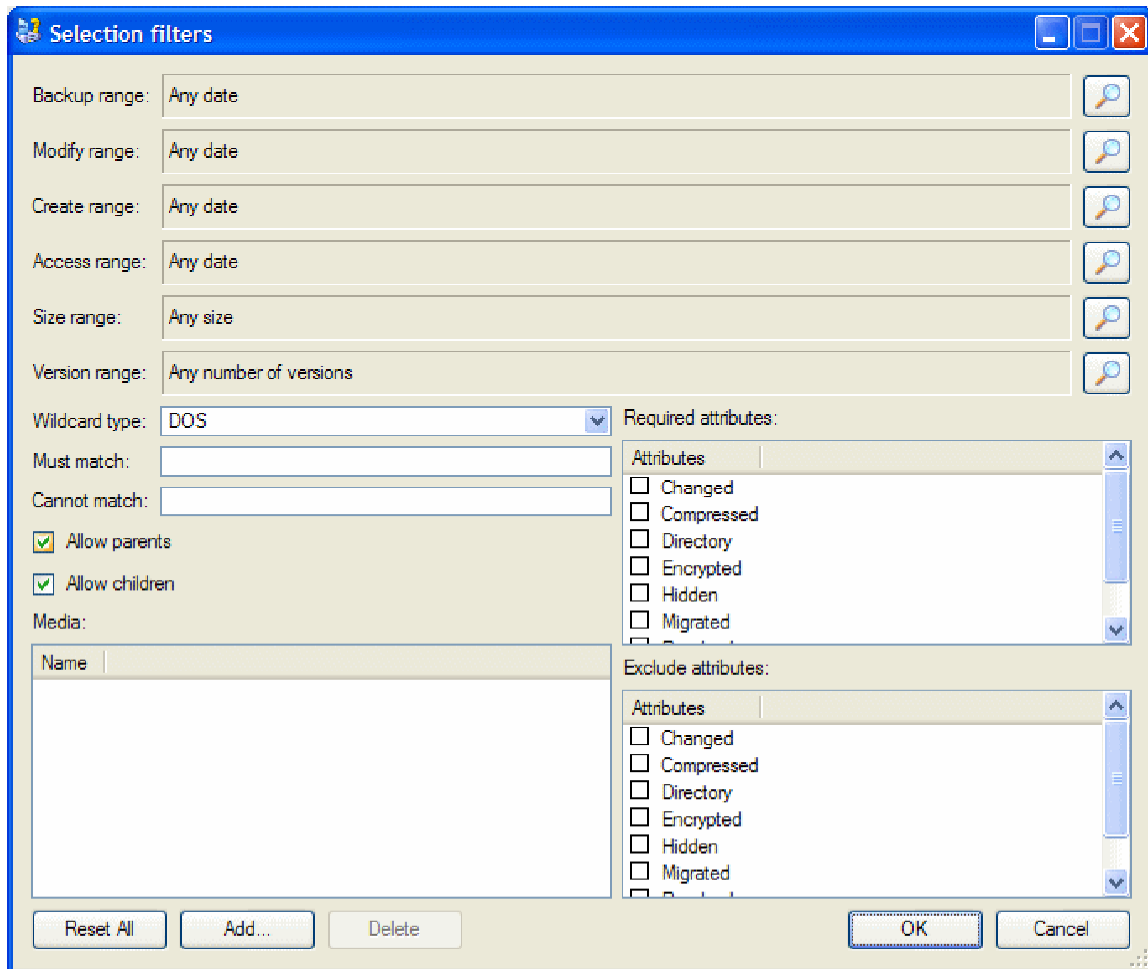 Selection filters
Backup range: Any date
Modify range: Any date
Create range: Any date
Access range: Any date
Size range: Any size
Version range: Any number of versions
Wildcard type: DOS
Must match:
Cannot match:
Allow parents
Allow children
Media:
Name
Required attributes:
Attributes
Changed
Compressed
Directory
Encrypted
Hidden
Migrated
Exclude attributes:
Attributes
Changed
Compressed
Directory
Encrypted
Hidden
Migrated
Reset All Add... Delete OK Cancel